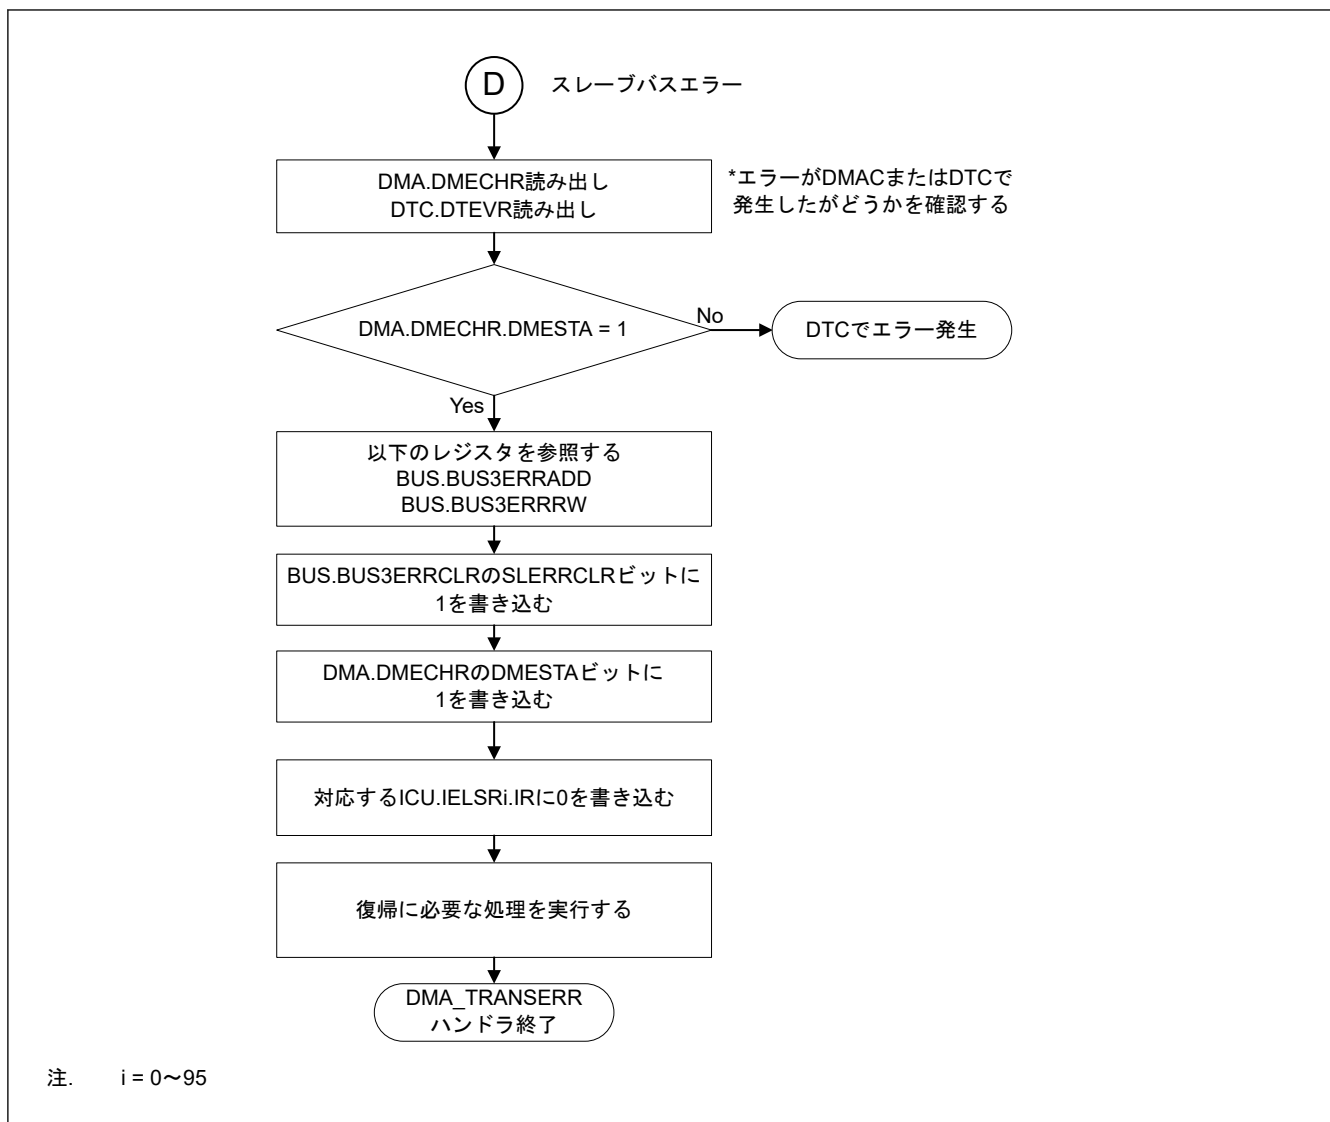 D
スレーブバスエラー
DMA.DMECHR読み出し
DTC.DTEVR読み出し
*エラーがDMACまたはDTCで
発生したがどうかを確認する
DMA.DMECHR.DMESTA = 1
No
DTCでエラー発生
Yes
以下のレジスタを参照する
BUS.BUS3ERRADD
BUS.BUS3ERRRW
BUS.BUS3ERRCLRのSLERRCLRビットに
1を書き込む
DMA.DMECHRのDMESTAビットに
1を書き込む
対応するICU.IELSRi.IRに0を書き込む
復帰に必要な処理を実行する
DMA_TRANSERR
ハンドラ終了
注. i = 0～95